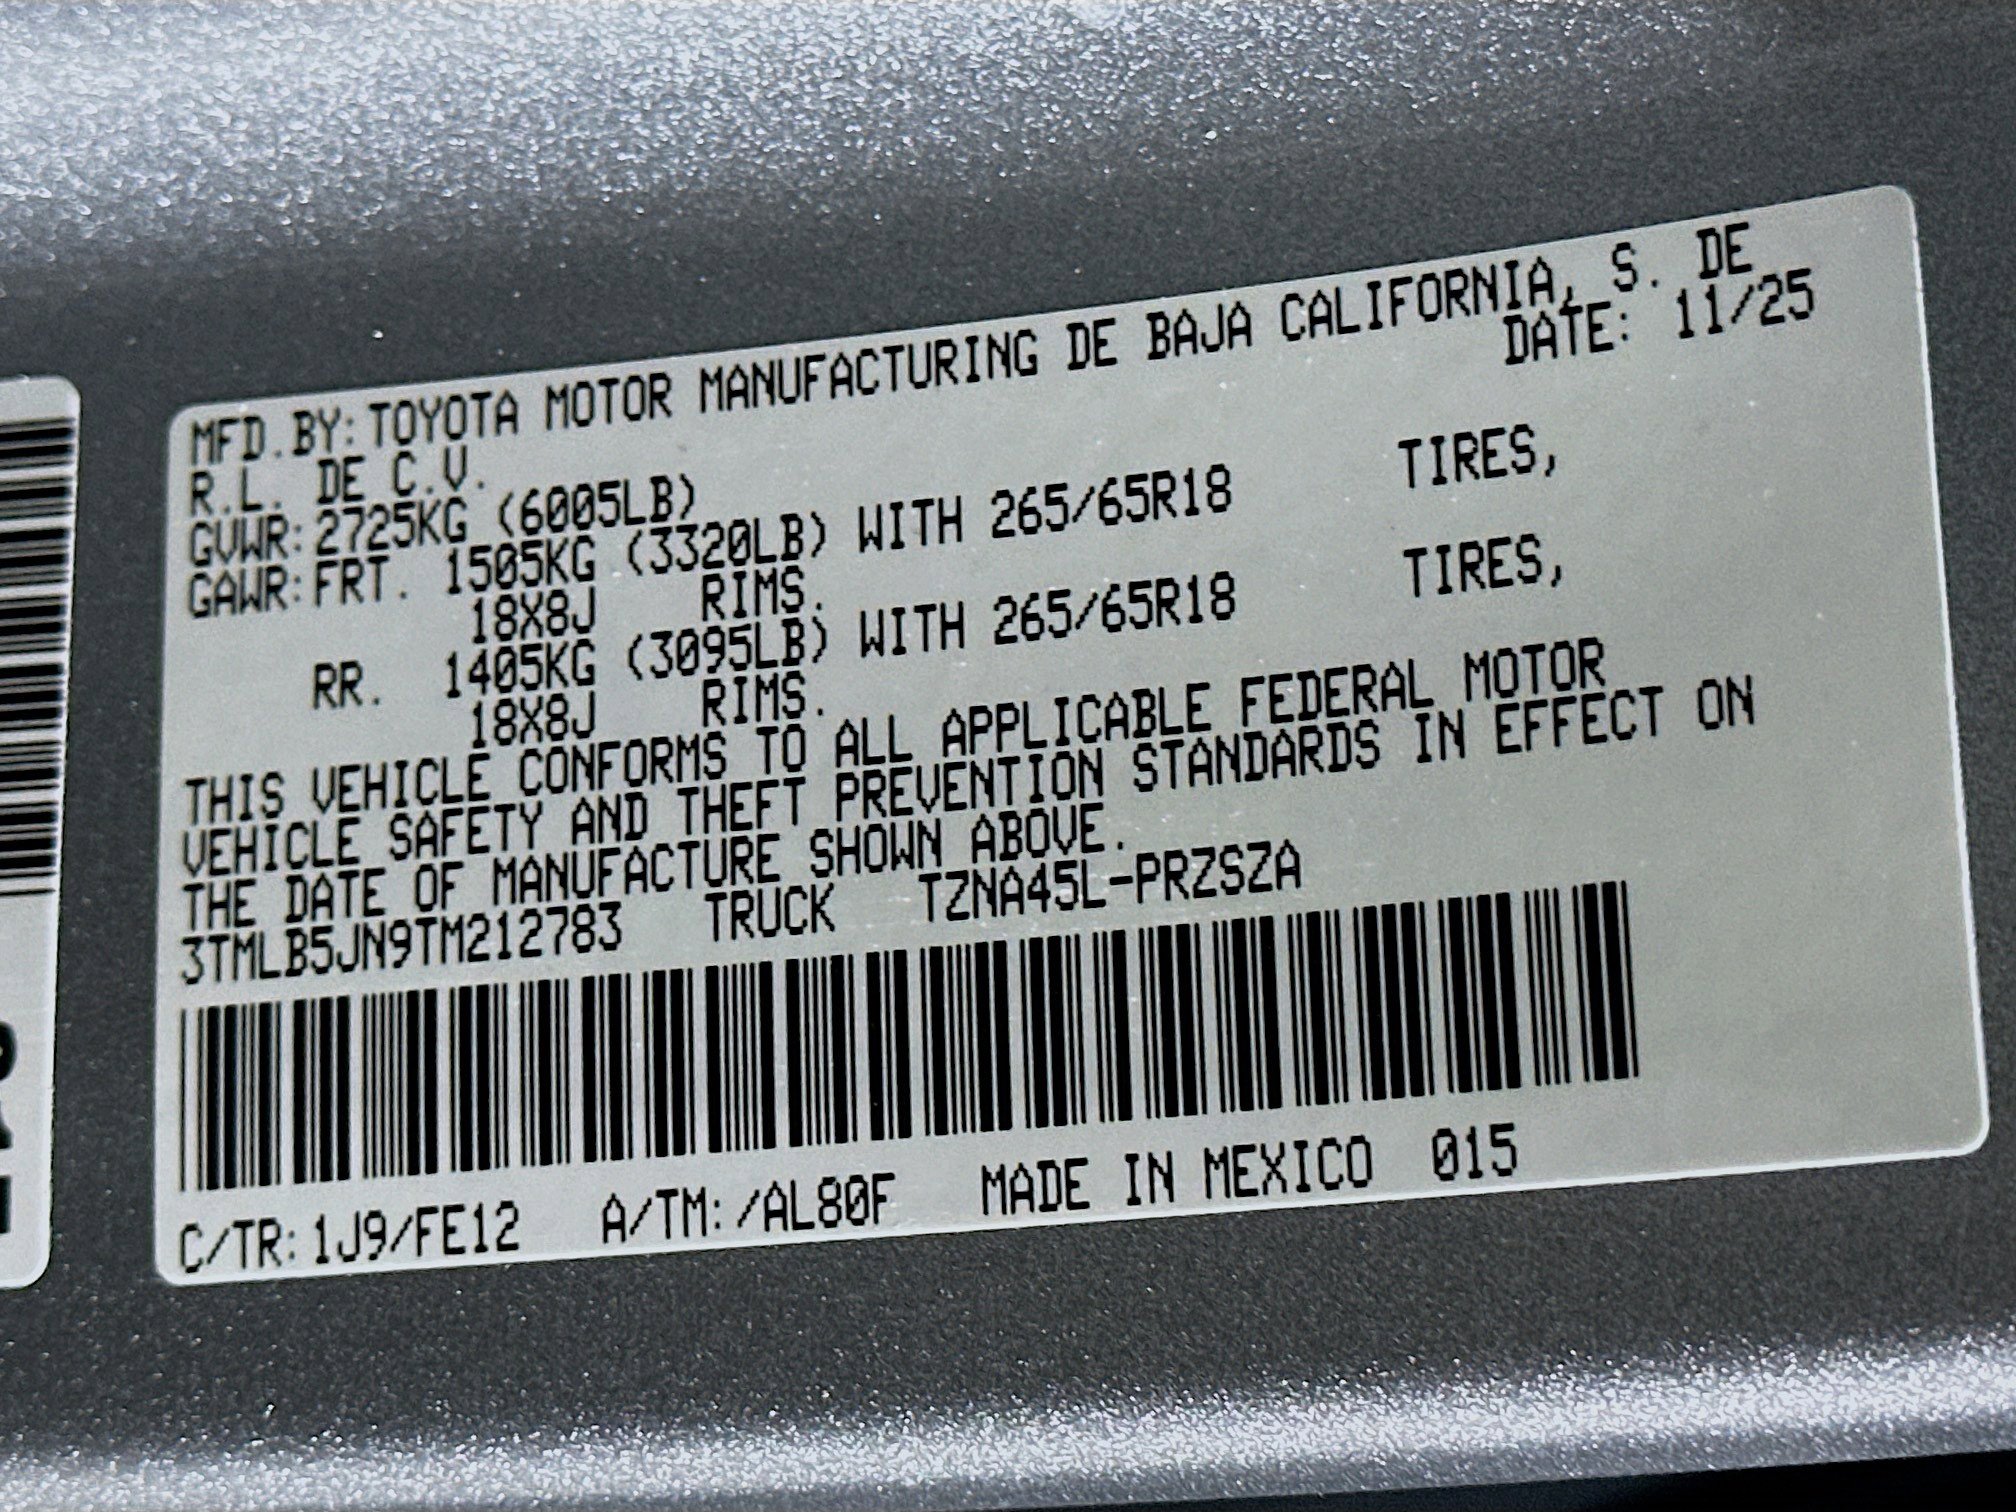 MFD.BY:TOYOTA MOTOR MANUFACTURING DE BAJA CALIFORNIA, S. DE
R.L. DE C.V. DATE: 11/25
GVWR:2725KG (6005LB)
GAWR:FRT. 1505KG (3320LB) WITH 265/65R18 TIRES,
18X8J RIMS.
RR. 1405KG (3095LB) WITH 265/65R18 TIRES,
18X8J RIMS.
THIS VEHICLE CONFORMS TO ALL APPLICABLE FEDERAL MOTOR
VEHICLE SAFETY AND THEFT PREVENTION STANDARDS IN EFFECT ON
THE DATE OF MANUFACTURE SHOWN ABOVE.
3TMLB5JN9TM212783 TRUCK TZNA45L-PRZSZA
C/TR:1J9/FE12 A/TM:/AL80F MADE IN MEXICO 015